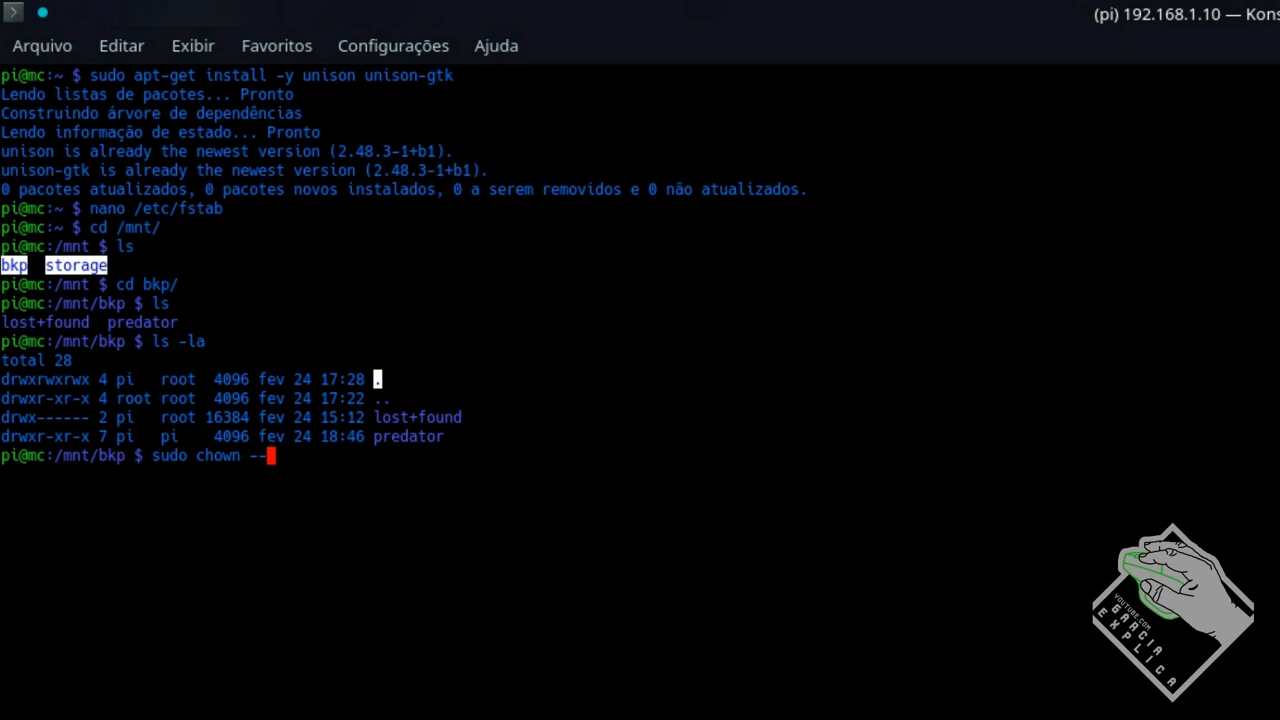 (pi) 192.168.1.10 — Kons
Arquivo Editar Exibir Favoritos Configurações Ajuda
pi@mc:~ $ sudo apt-get install -y unison unison-gtk
Lendo listas de pacotes... Pronto
Construindo árvore de dependências
Lendo informação de estado... Pronto
unison is already the newest version (2.48.3-1+b1).
unison-gtk is already the newest version (2.48.3-1+b1).
0 pacotes atualizados, 0 pacotes novos instalados, 0 a serem removidos e 0 não atualizados.
pi@mc:~ $ nano /etc/fstab
pi@mc:~ $ cd /mnt/
pi@mc:/mnt $ ls
bkp  storage
pi@mc:/mnt $ cd bkp/
pi@mc:/mnt/bkp $ ls
lost+found  predator
pi@mc:/mnt/bkp $ ls -la
total 28
drwxrwxrwx 4 pi   root  4096 fev 24 17:28 .
drwxr-xr-x 4 root root  4096 fev 24 17:22 ..
drwx------ 2 pi   root 16384 fev 24 15:12 lost+found
drwxr-xr-x 7 pi   pi    4096 fev 24 18:46 predator
pi@mc:/mnt/bkp $ sudo chown --
YOUTUBE.COM
GARCIA
EXPLICA